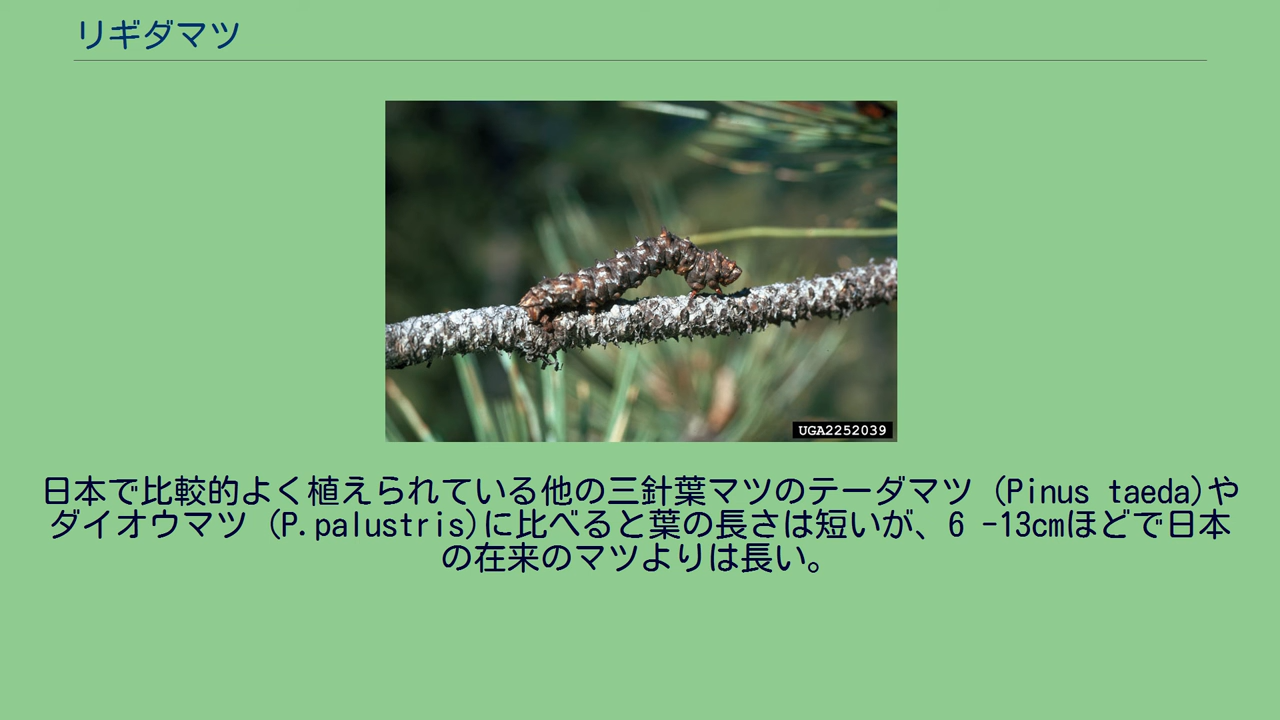 リギダマツ
UGA2252039
日本で比較的よく植えられている他の三針葉マツのテーダマツ (Pinus taeda)や
ダイオウマツ (P.palustris)に比べると葉の長さは短いが、6 -13cmほどで日本
の在来のマツよりは長い。